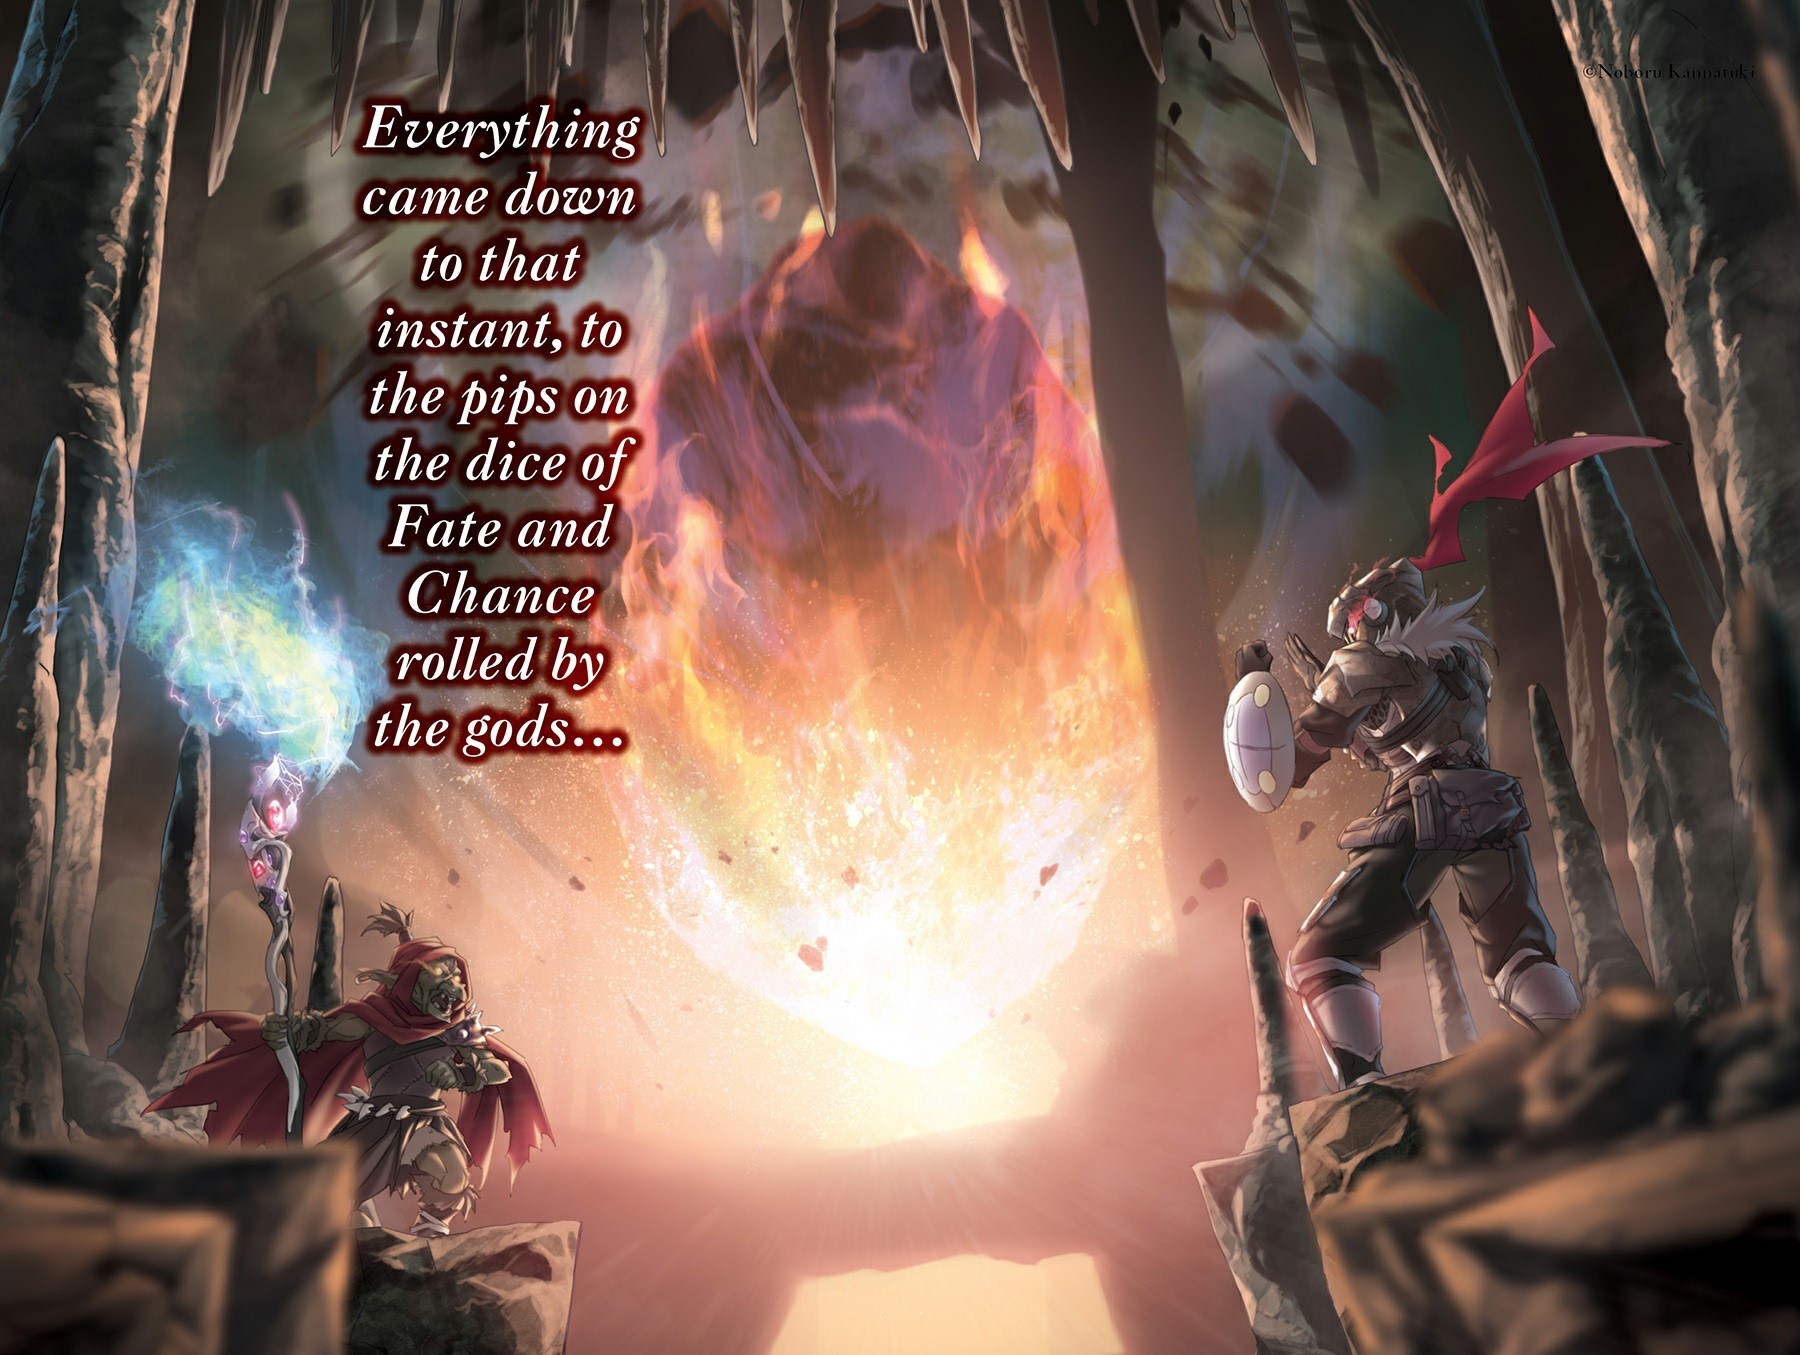 ©Noboru Kannatuki
Everything
came down
to that
instant, to
the pips on
the dice of
Fate and
Chance
rolled by
the gods...